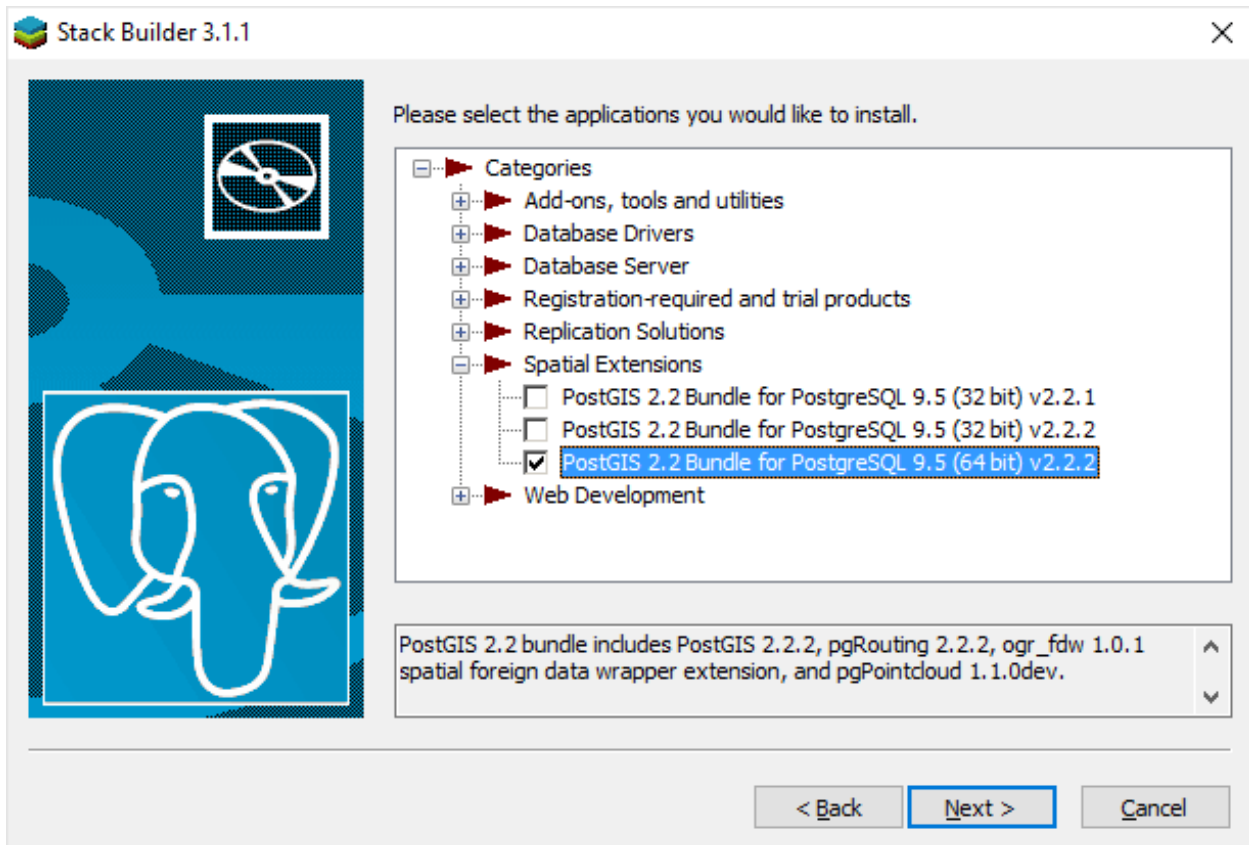 Stack Builder 3.1.1
Please select the applications you would like to install.
Categories
Add-ons, tools and utilities
Database Drivers
Database Server
Registration-required and trial products
Replication Solutions
Spatial Extensions
PostGIS 2.2 Bundle for PostgreSQL 9.5 (32 bit) v2.2.1
PostGIS 2.2 Bundle for PostgreSQL 9.5 (32 bit) v2.2.2
PostGIS 2.2 Bundle for PostgreSQL 9.5 (64 bit) v2.2.2
Web Development
PostGIS 2.2 bundle includes PostGIS 2.2.2, pgRouting 2.2.2, ogr_fdw 1.0.1
spatial foreign data wrapper extension, and pgPointcloud 1.1.0dev.
< Back Next > Cancel